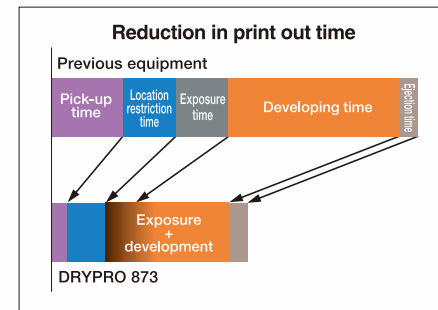 Reduction in print out time
Previous equipment
Pick-up
time
Location
restriction
time
Exposure
time
Developing time
Ejection time
Exposure
+
development
DRYPRO 873